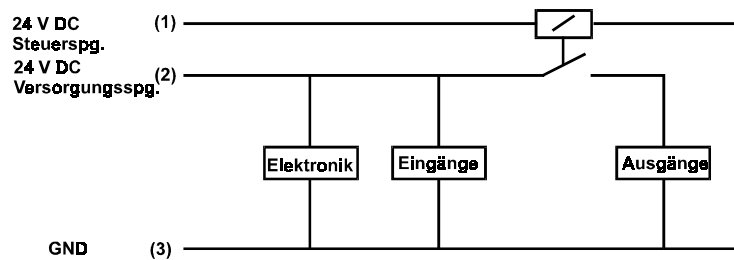 24 V DC (1)
Steuerspg.
24 V DC
Versorgungsspg. (2)
Elektronik Eingänge Ausgänge
GND (3)